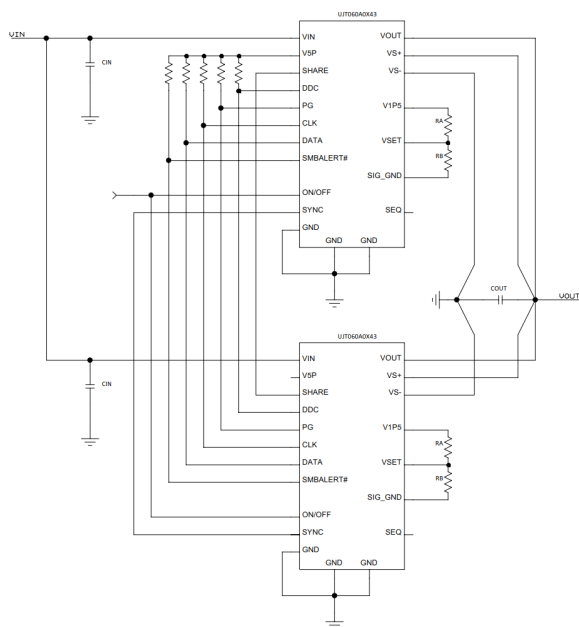 UJT060A0X43
VIN
VIN
VOUT
CIN
V5P
VS+
SHARE
VS-
DDC
PG
V1P5
RA
CLK
DATA
VSET
RB
SMBALERT#
SIG_GND
ON/OFF
SYNC
SEQ
GND
GND
GND
COUT
VOUT
UJT060A0X43
VIN
VOUT
CIN
V5P
VS+
SHARE
VS-
DDC
PG
V1P5
RA
CLK
DATA
VSET
RB
SMBALERT#
SIG_GND
ON/OFF
SYNC
SEQ
GND
GND
GND